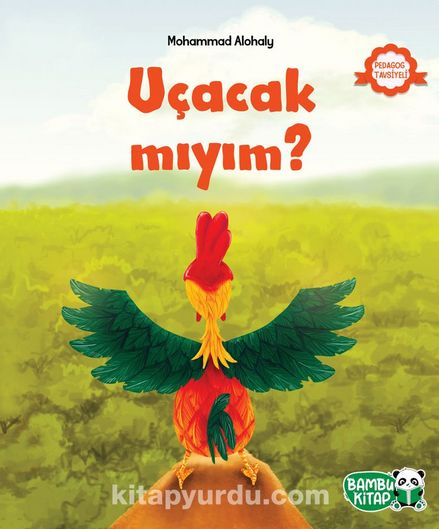 Mohammad Alohaly
PEDAGOG
TAVSİYELİ
Uçacak
mıyım?
BAMBU
KİTAP
kitapyurdu.com